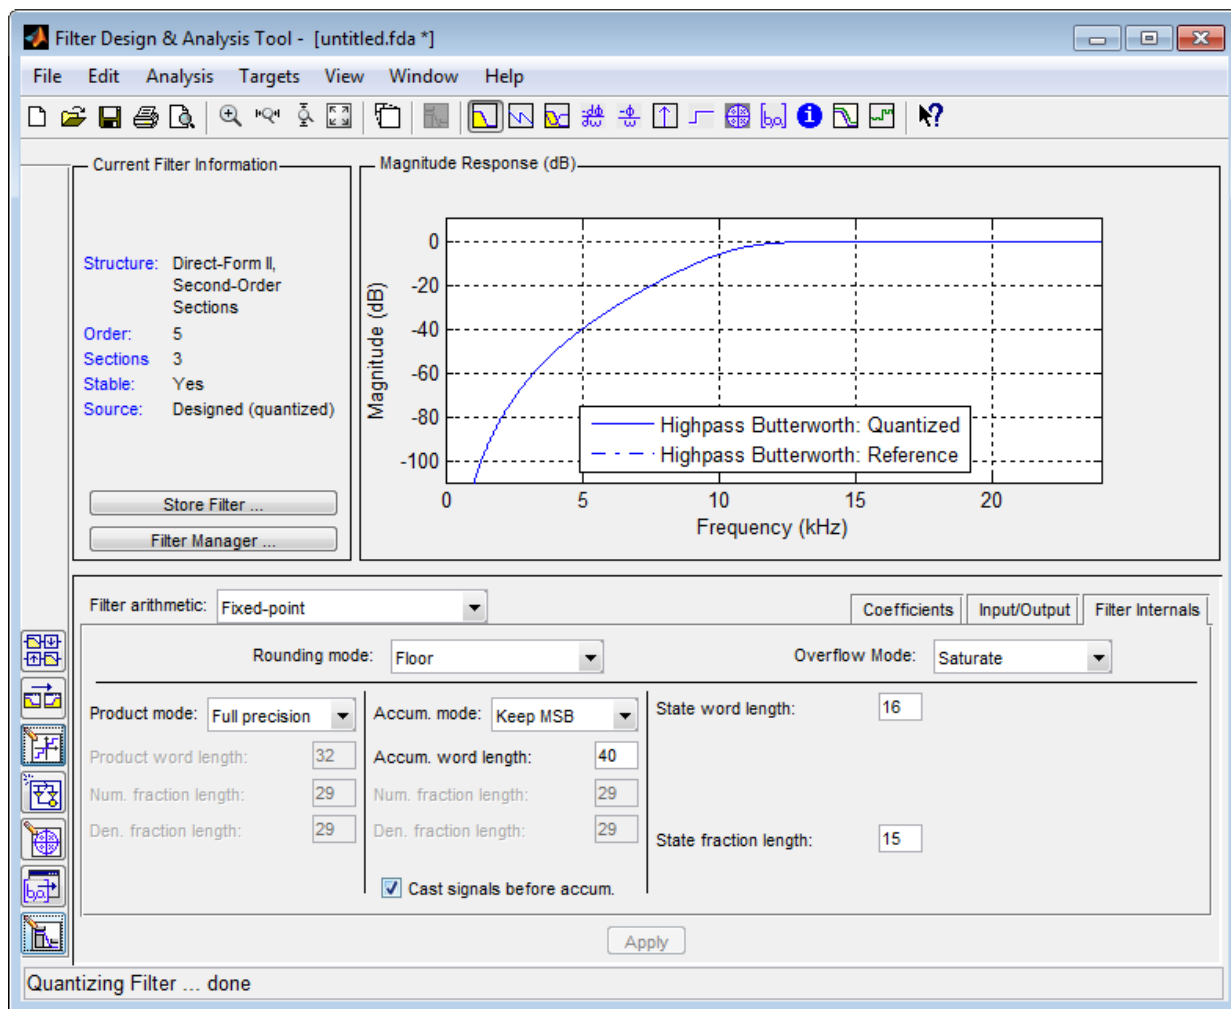 Filter Design & Analysis Tool - [untitled.fda *]
File Edit Analysis Targets View Window Help
Current Filter Information
Structure: Direct-Form II,
Second-Order
Sections
Order: 5
Sections 3
Stable: Yes
Source: Designed (quantized)
Store Filter ...
Filter Manager ...
Magnitude Response (dB)
Magnitude (dB)
0
-20
-40
-60
-80
-100
Highpass Butterworth: Quantized
Highpass Butterworth: Reference
0 5 10 15 20
Frequency (kHz)
Filter arithmetic: Fixed-point
Coefficients Input/Output Filter Internals
Rounding mode: Floor Overflow Mode: Saturate
Product mode: Full precision
Product word length: 32
Num. fraction length: 29
Den. fraction length: 29
Accum. mode: Keep MSB
Accum. word length: 40
Num. fraction length: 29
Den. fraction length: 29
Cast signals before accum.
State word length: 16
State fraction length: 15
Apply
Quantizing Filter ... done